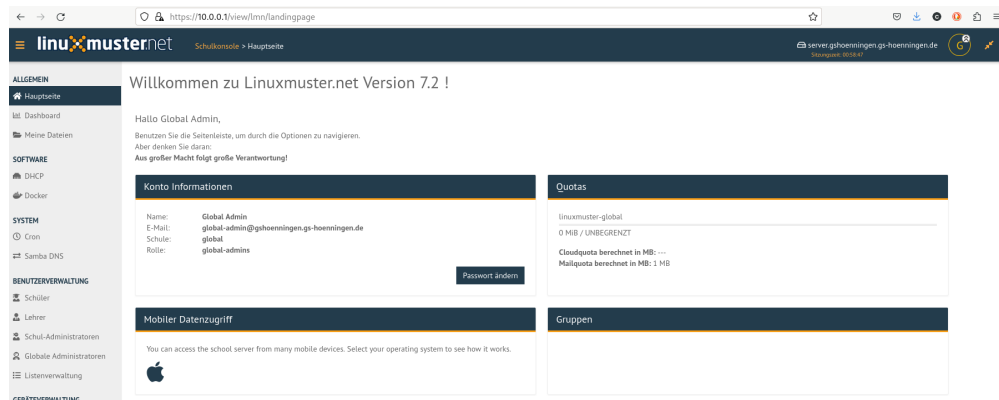 https://10.0.0.1/view/lmn/landingpage
linuxmuster.net
Schulkonsole > Hauptseite
server.gshoenningen.gs-hoenningen.de
Sitzungszeit: 00:58:47
G
ALLGEMEIN
Hauptseite
Dashboard
Meine Dateien
SOFTWARE
DHCP
Docker
SYSTEM
Cron
Samba DNS
BENUTZERVERWALTUNG
Schüler
Lehrer
Schul-Administratoren
Globale Administratoren
Listenverwaltung
GERÄTEVERWALTUNG
Willkommen zu Linuxmuster.net Version 7.2 !
Hallo Global Admin,
Benutzen Sie die Seitenleiste, um durch die Optionen zu navigieren.
Aber denken Sie daran:
Aus großer Macht folgt große Verantwortung!
Konto Informationen
Name: Global Admin
E-Mail: global-admin@gshoenningen.gs-hoenningen.de
Schule: global
Rolle: global-admins
Passwort ändern
Quotas
linuxmuster-global
0 MiB / UNBEGRENZT
Cloudquota berechnet in MB: ---
Mailquota berechnet in MB: 1 MB
Mobiler Datenzugriff
You can access the school server from many mobile devices. Select your operating system to see how it works.
Gruppen